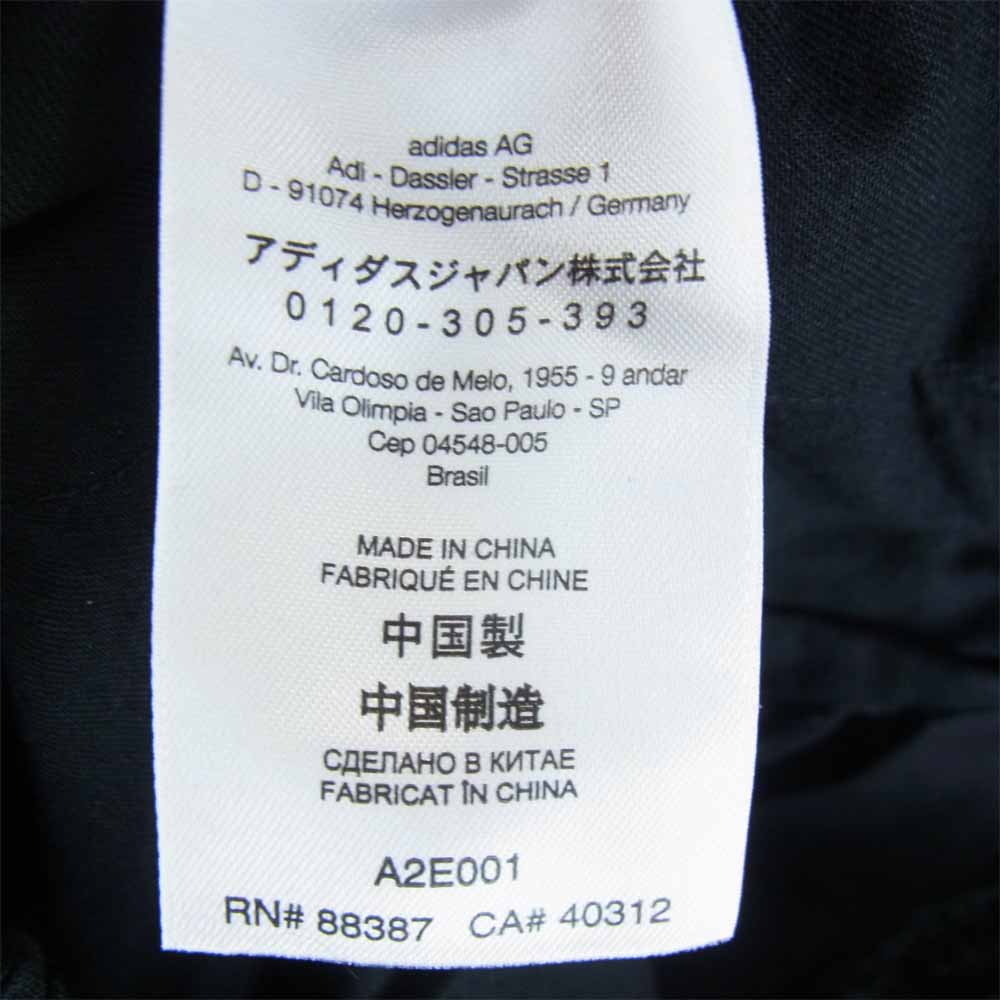 adidas AG
Adi - Dassler - Strasse 1
D - 91074 Herzogenaurach / Germany
アディダスジャパン株式会社
0120-305-393
Av. Dr. Cardoso de Melo, 1955 - 9 andar
Vila Olimpia - Sao Paulo - SP
Cep 04548-005
Brasil
MADE IN CHINA
FABRIQUÉ EN CHINE
中国製
中国制造
СДЕЛАНО В КИТАЕ
FABRICAT ÎN CHINA
A2E001
RN# 88387 CA# 40312